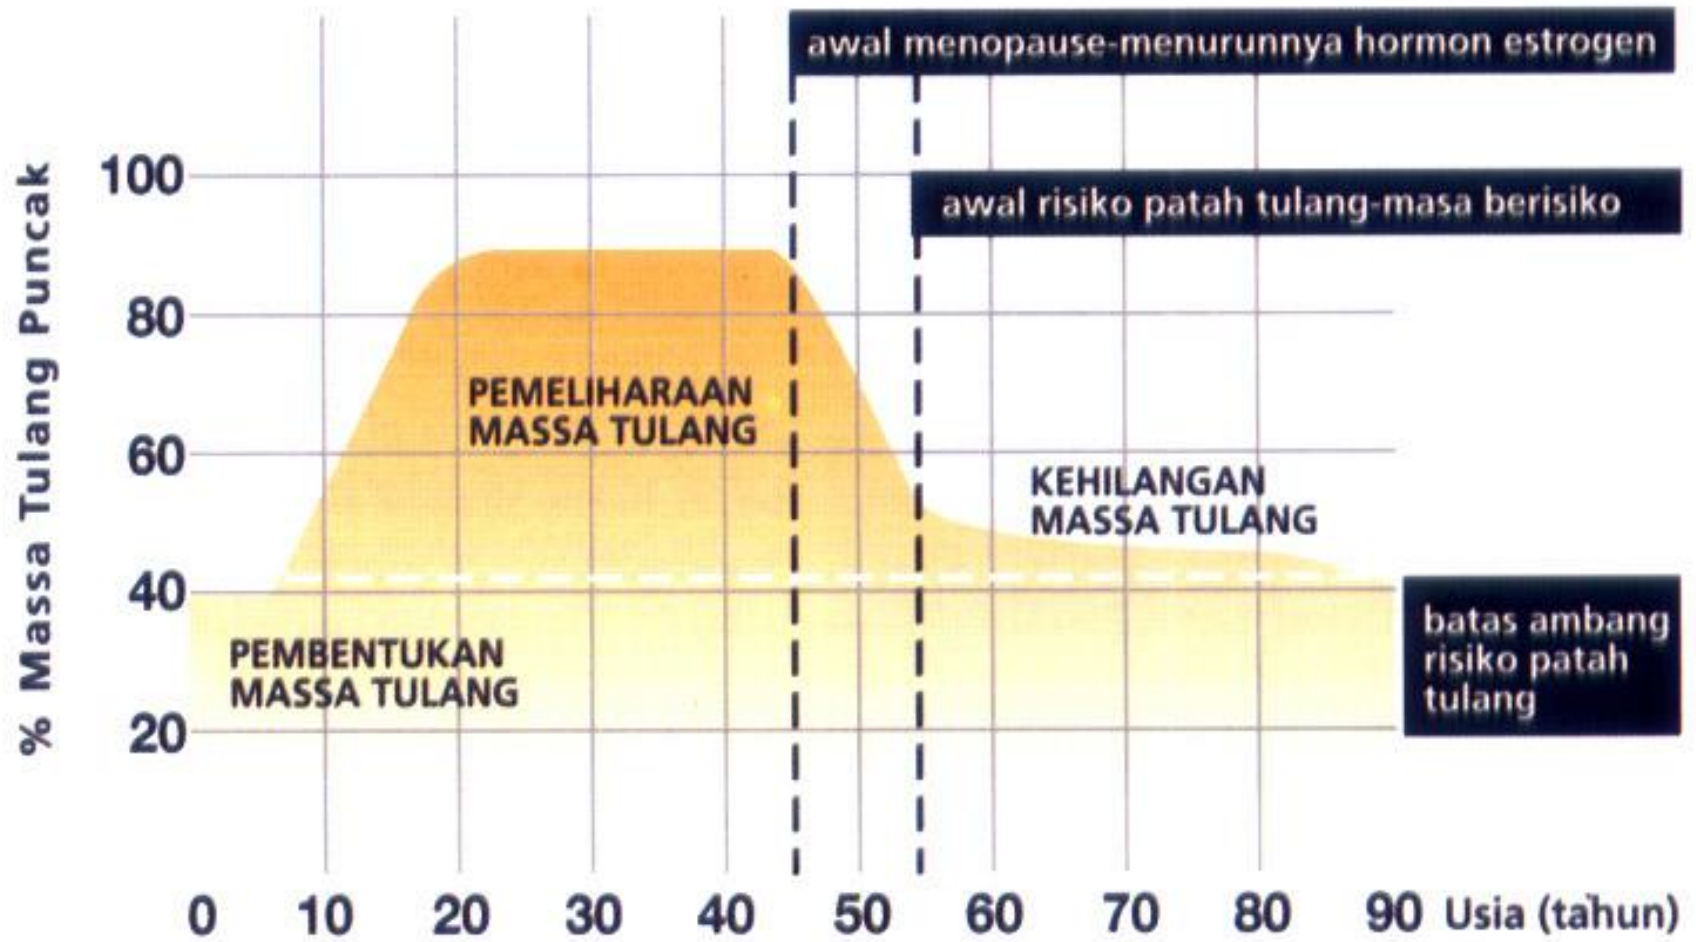 awal menopause-menurunnya hormon estrogen
awal risiko patah tulang-masa berisiko
% Massa Tulang Puncak
100
80
60
40
20
PEMELIHARAAN
MASSA TULANG
KEHILANGAN
MASSA TULANG
PEMBENTUKAN
MASSA TULANG
batas ambang
risiko patah
tulang
0 10 20 30 40 50 60 70 80 90 Usia (tahun)